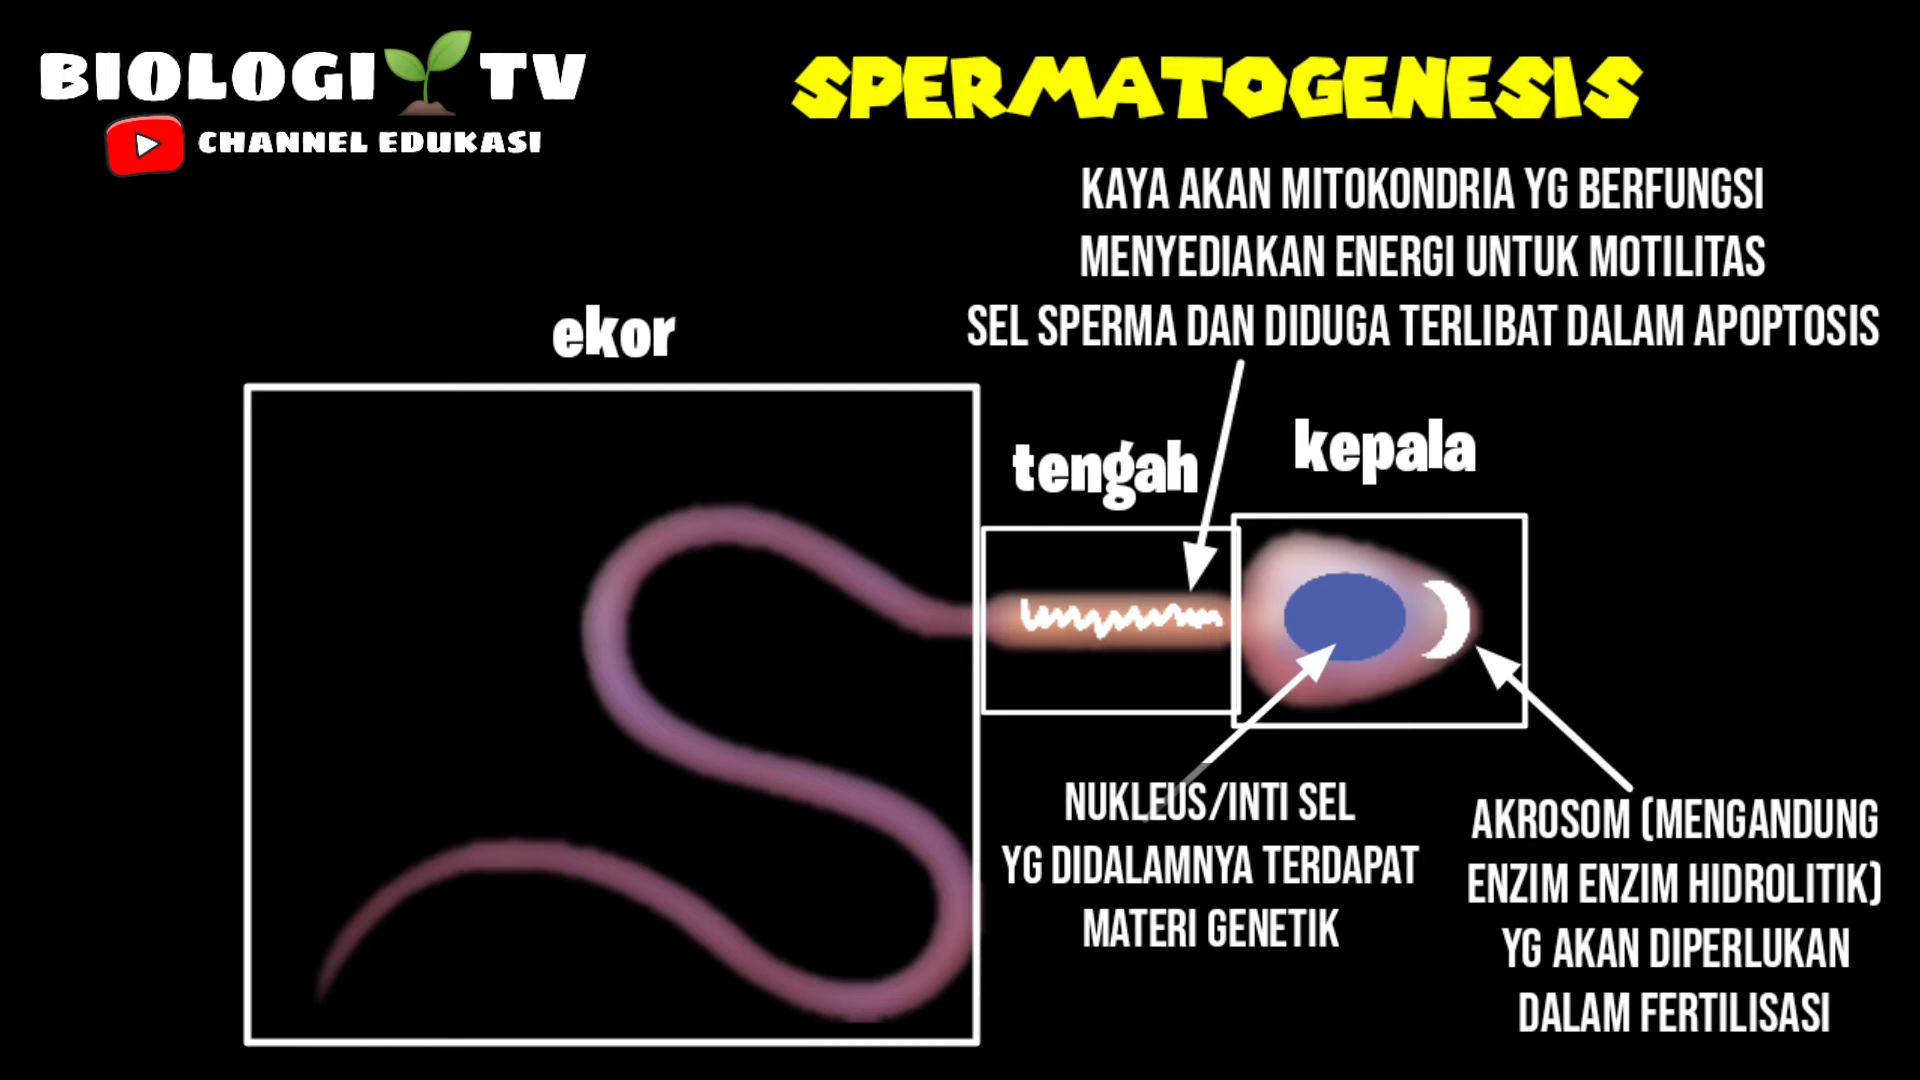 BIOLOGI TV
CHANNEL EDUKASI
SPERMATOGENESIS
KAYA AKAN MITOKONDRIA YG BERFUNGSI
MENYEDIAKAN ENERGI UNTUK MOTILITAS
SEL SPERMA DAN DIDUGA TERLIBAT DALAM APOPTOSIS
ekor
tengah
kepala
NUKLEUS/INTI SEL
YG DIDALAMNYA TERDAPAT
MATERI GENETIK
AKROSOM (MENGANDUNG
ENZIM ENZIM HIDROLITIK)
YG AKAN DIPERLUKAN
DALAM FERTILISASI